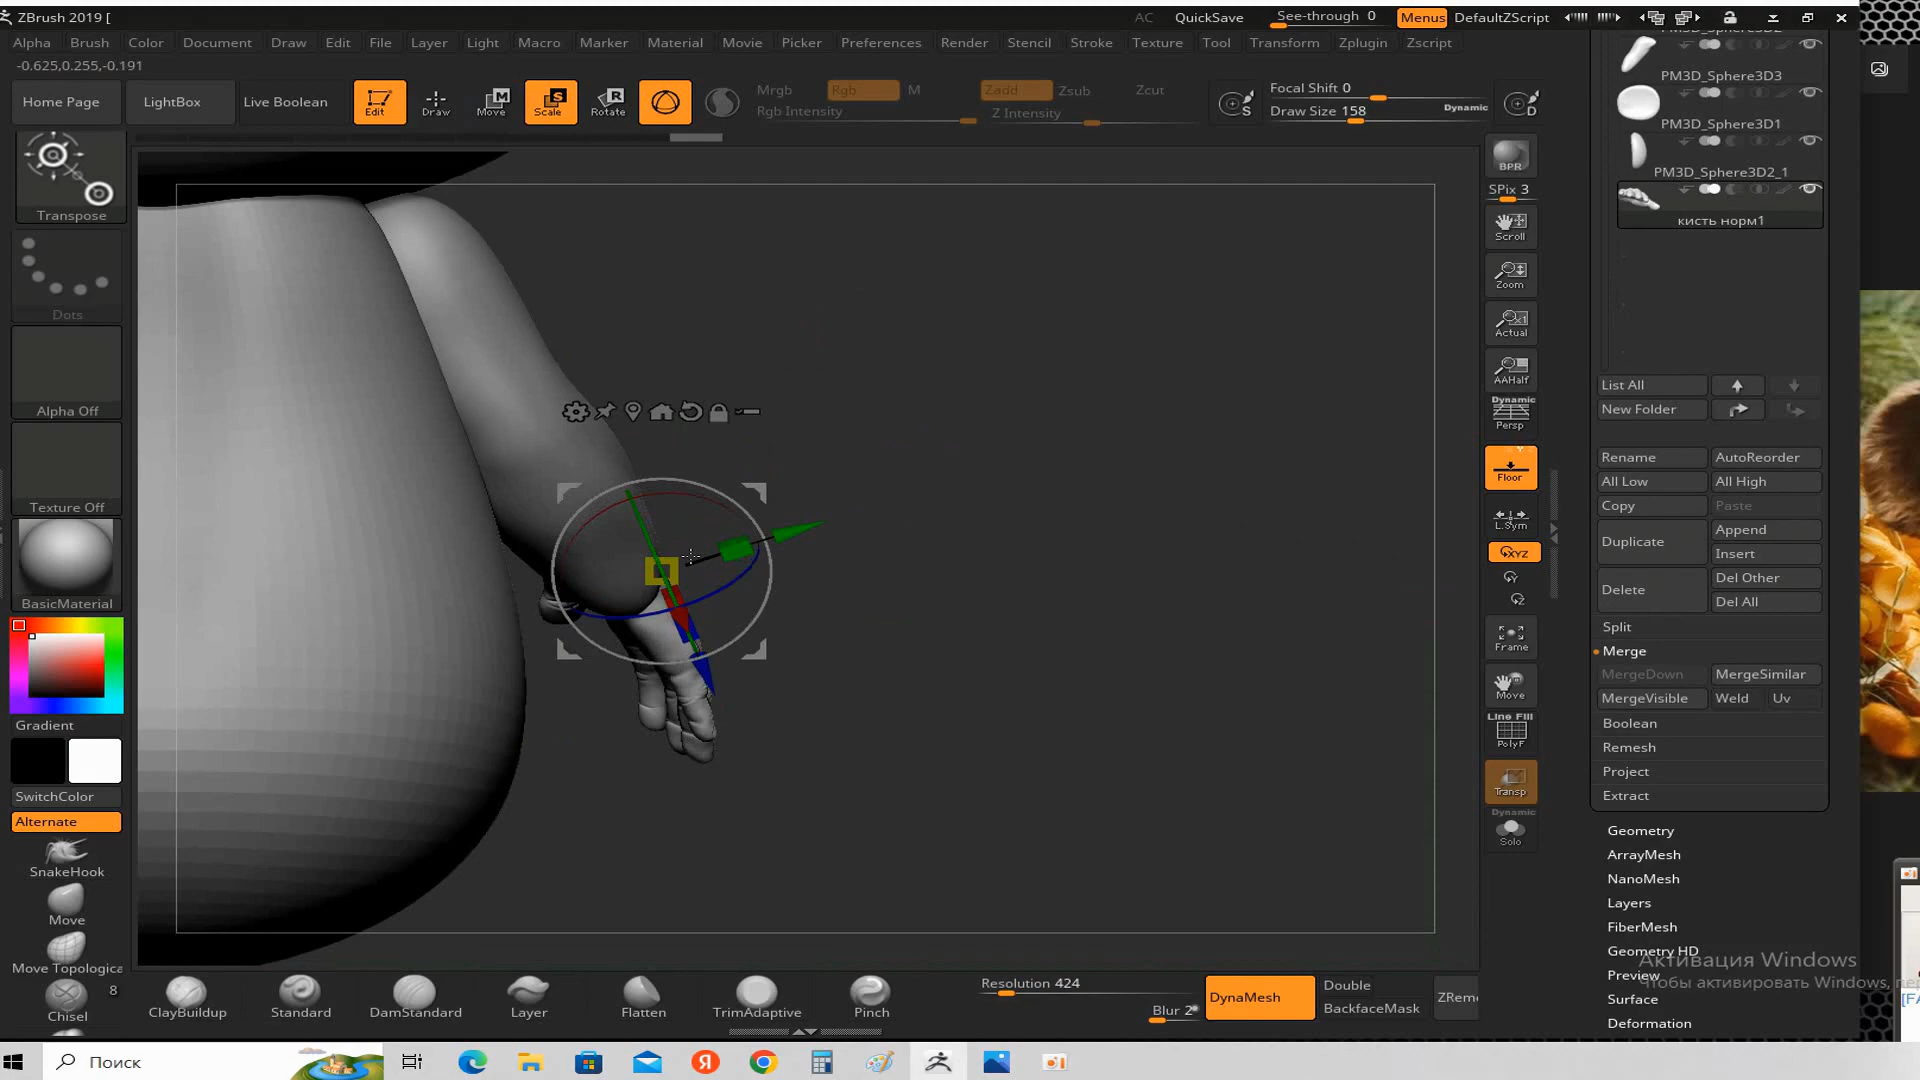 ZBrush 2019 [
AC QuickSave See-through 0 Menus DefaultZScript
Alpha Brush Color Document Draw Edit File Layer Light Macro Marker Material Movie Picker Preferences Render Stencil Stroke Texture Tool Transform Zplugin Zscript
-0.625,0.255,-0.191
Home Page LightBox Live Boolean Edit Draw Move Scale Rotate
Mrgb Rgb M Zadd Zsub Zcut
Rgb Intensity Z Intensity
Focal Shift 0
Draw Size 158 Dynamic
S
D
Transpose
Dots
Alpha Off
Texture Off
BasicMaterial
Gradient
SwitchColor
Alternate
SnakeHook
Move
Move Topologica
8
Chisel
BPR
SPix 3
Scroll
Zoom
Actual
AAHalf
Dynamic
Persp
Floor
L.Sym
XYZ
Y
Z
Frame
Move
Line Fill
PolyF
Transp
Dynamic
Solo
PM3D_Sphere3D2
PM3D_Sphere3D3
PM3D_Sphere3D1
PM3D_Sphere3D2_1
кисть норм1
List All
New Folder
Rename AutoReorder
All Low All High
Copy Paste
Duplicate Append
Insert
Delete Del Other
Del All
Split
Merge
MergeDown MergeSimilar
MergeVisible Weld Uv
Boolean
Remesh
Project
Extract
Geometry
ArrayMesh
NanoMesh
Layers
FiberMesh
Geometry HD
Preview
Surface
Deformation
Активация Windows
Чтобы активировать Windows, пер
ClayBuildup Standard DamStandard Layer Flatten TrimAdaptive Pinch
Resolution 424
Blur 2
DynaMesh
Double
BackfaceMask
ZReme
Поиск